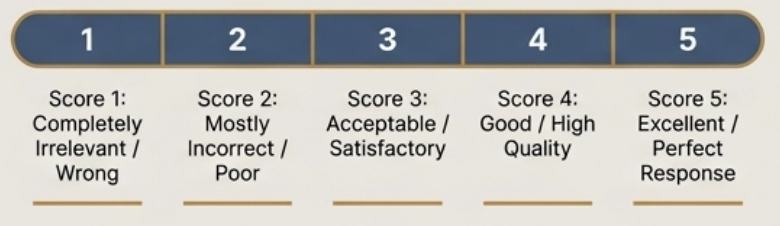 1 2 3 4 5
Score 1:
Completely
Irrelevant /
Wrong
Score 2:
Mostly
Incorrect /
Poor
Score 3:
Acceptable /
Satisfactory
Score 4:
Good / High
Quality
Score 5:
Excellent /
Perfect
Response